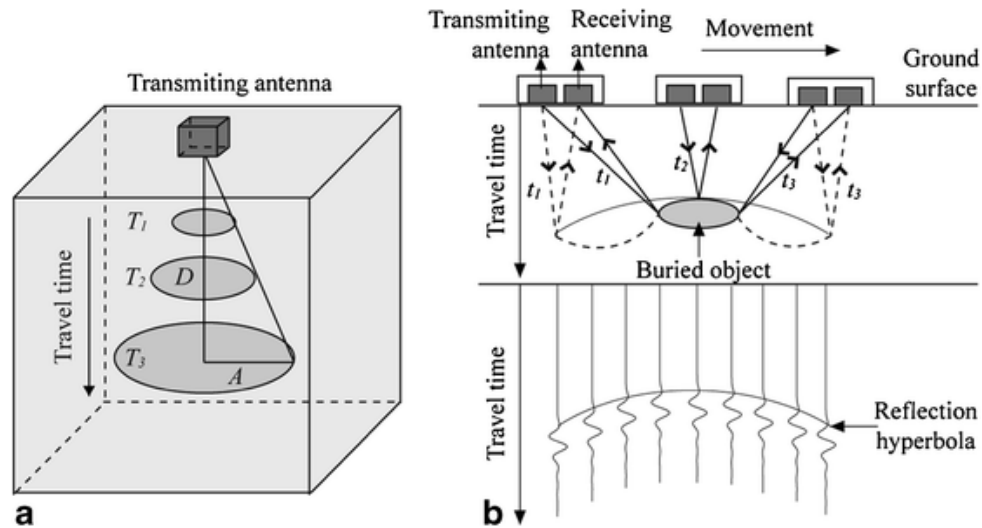 Transmiting antenna
T1
T2
D
T3
A
Travel time
a
Transmiting
antenna
Receiving
antenna
Movement
Ground
surface
Travel time
t1
t1
t2
t3
t3
Buried object
Travel time
Reflection
hyperbola
b